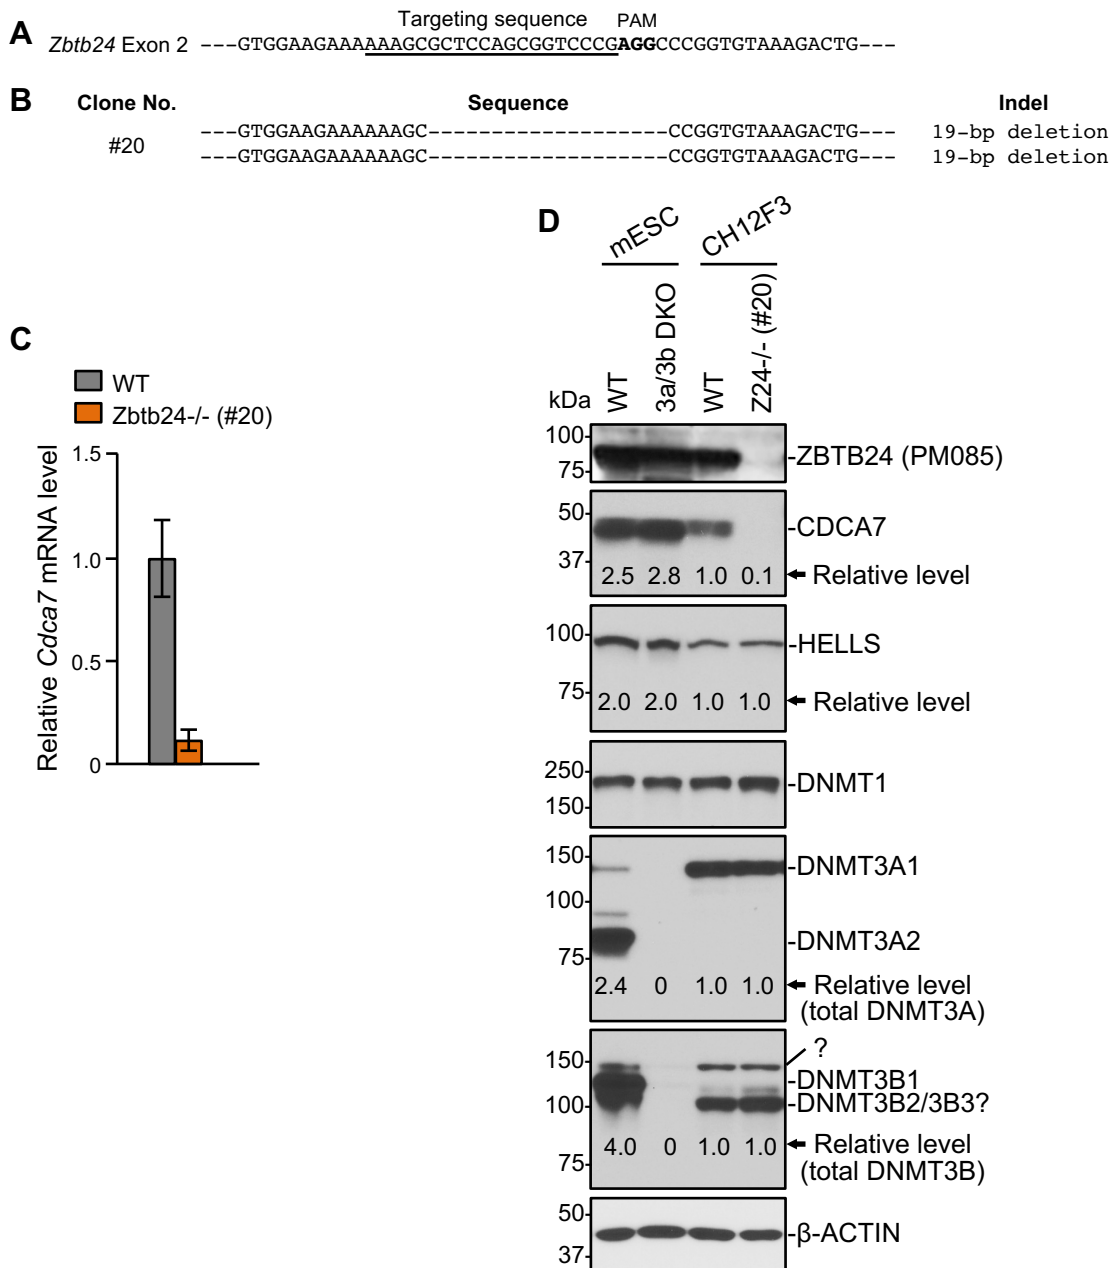 Targeting sequence PAM
A Zbtb24 Exon 2 ---GTGGAAGAAAAAAGCGCTCCAGCGGTCCCGAGGCCCGGTGTAAAGACTG---
B Clone No. Sequence Indel
#20
---GTGGAAGAAAAAAGC-------------------CCGGTGTAAAGACTG--- 19-bp deletion
---GTGGAAGAAAAAAGC-------------------CCGGTGTAAAGACTG--- 19-bp deletion
C
WT
Zbtb24-/- (#20)
Relative Cdca7 mRNA level
1.5
1.0
0.5
0
D
mESC CH12F3
kDa WT 3a/3b DKO WT Z24-/- (#20)
100
75
-ZBTB24 (PM085)
50
37
-CDCA7
2.5 2.8 1.0 0.1 Relative level
100
75
-HELLS
2.0 2.0 1.0 1.0 Relative level
250
150
-DNMT1
150
100
75
-DNMT3A1
-DNMT3A2
2.4 0 1.0 1.0 Relative level
(total DNMT3A)
150
100
75
?
-DNMT3B1
-DNMT3B2/3B3?
4.0 0 1.0 1.0 Relative level
(total DNMT3B)
50
37
-β-ACTIN